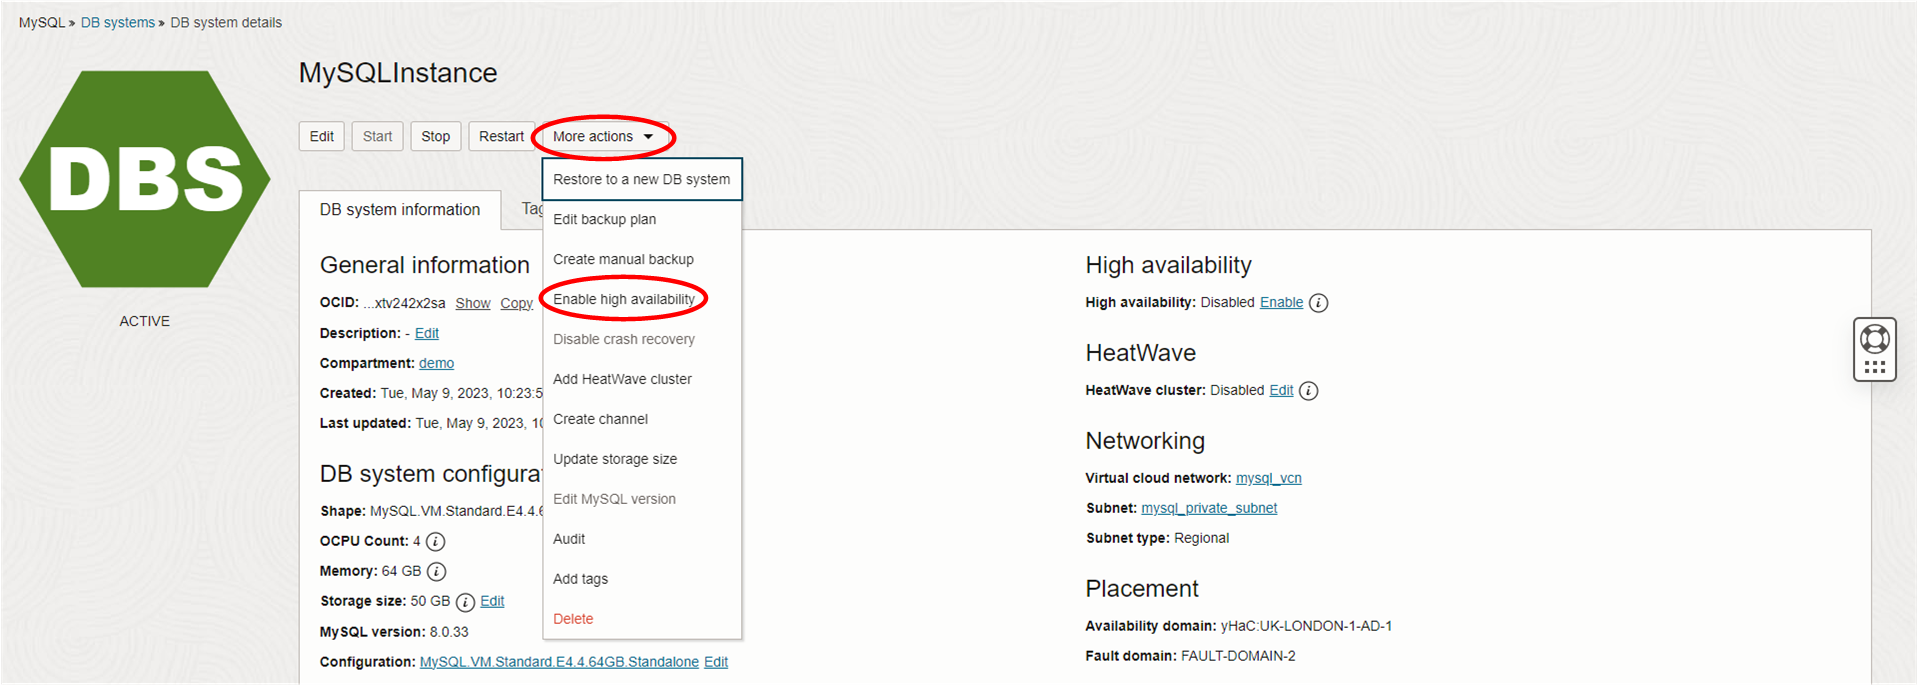 MySQL » DB systems » DB system details
DBS
ACTIVE
MySQLInstance
Edit Start Stop Restart More actions
Restore to a new DB system
Edit backup plan
Create manual backup
Enable high availability
Disable crash recovery
Add HeatWave cluster
Create channel
Update storage size
Edit MySQL version
Audit
Add tags
Delete
DB system information
General information
OCID: ...xtv242x2sa Show Copy
Description: - Edit
Compartment: demo
Created: Tue, May 9, 2023, 10:23:5
Last updated: Tue, May 9, 2023,
DB system
Shape: MySQL.VM.Standard.E4.4.6
OCPU Count: 4
Memory: 64 GB
Storage size: 50 GB Edit
MySQL version: 8.0.33
Configuration: MySQL.VM.Standard.E4.4.64GB.Standalone Edit
High availability
High availability: Disabled Enable
HeatWave
HeatWave cluster: Disabled Edit
Networking
Virtual cloud network: mysql_vcn
Subnet: mysql_private_subnet
Subnet type: Regional
Placement
Availability domain: yHaC:UK-LONDON-1-AD-1
Fault domain: FAULT-DOMAIN-2